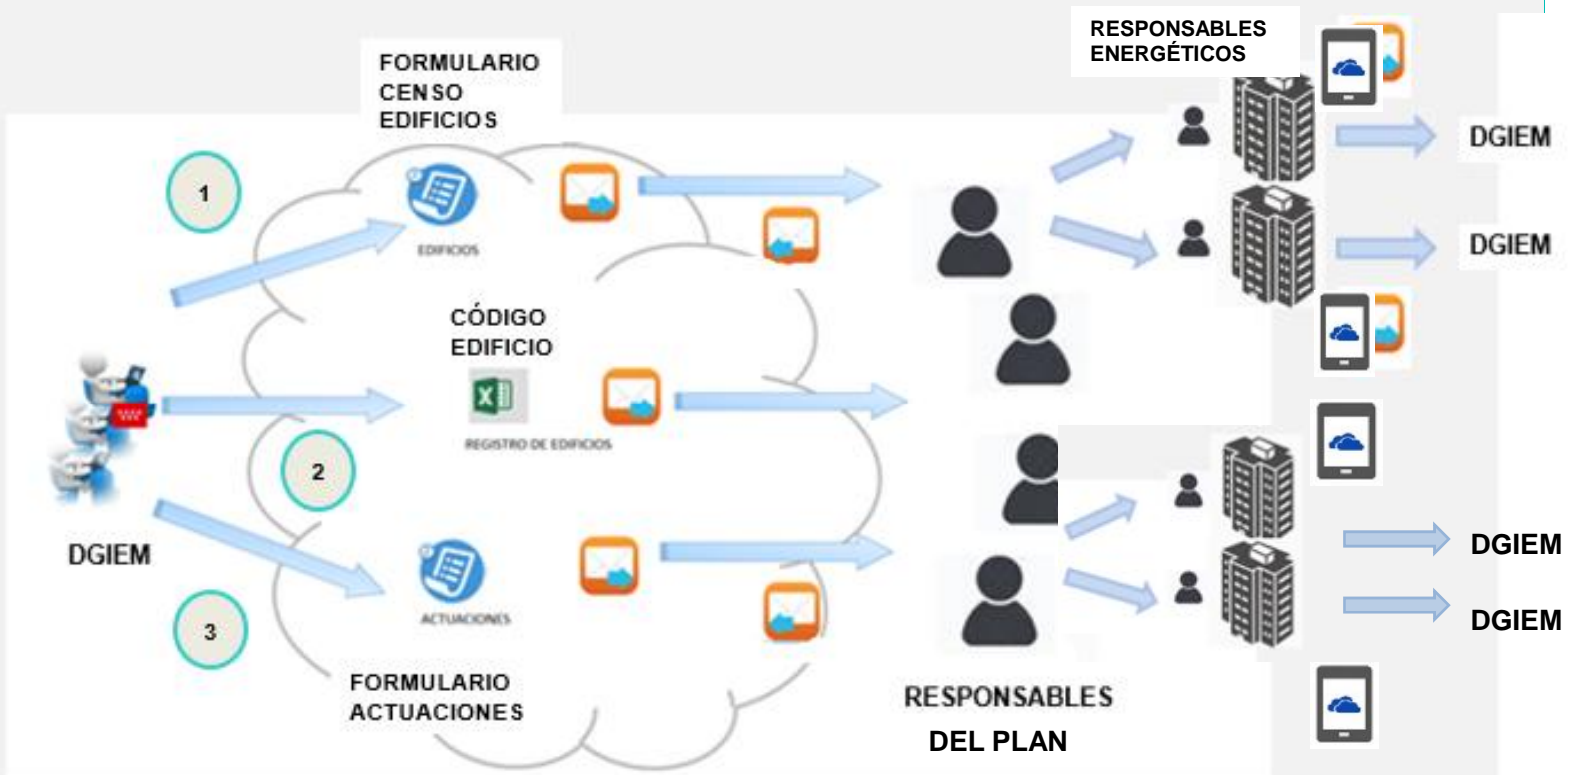 RESPONSABLES
ENERGÉTICOS
FORMULARIO
CENSO
EDIFICIOS
DGIEM
1
EDIFICIOS
DGIEM
CÓDIGO
EDIFICIO
REGISTRO DE EDIFICIOS
2
DGIEM
DGIEM
ACTUACIONES
DGIEM
3
FORMULARIO
ACTUACIONES
RESPONSABLES
DEL PLAN